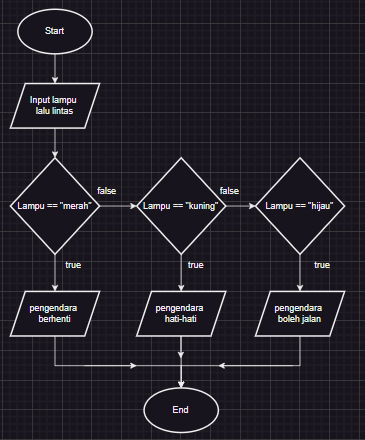 Start
Input lampu
lalu lintas
Lampu == "merah"
false
Lampu == "kuning"
false
Lampu == "hijau"
true
true
true
pengendara
berhenti
pengendara
hati-hati
pengendara
boleh jalan
End